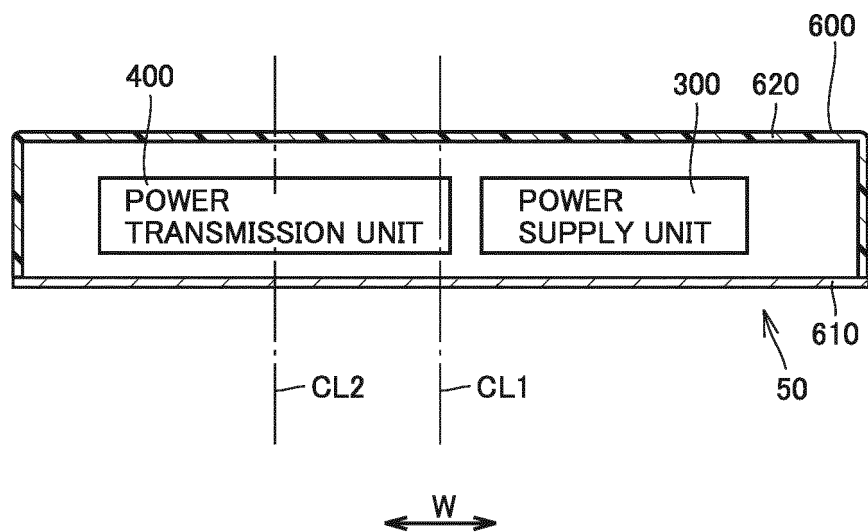 600
400
300
620
POWER
TRANSMISSION UNIT
POWER
SUPPLY UNIT
610
50
CL2
CL1
W